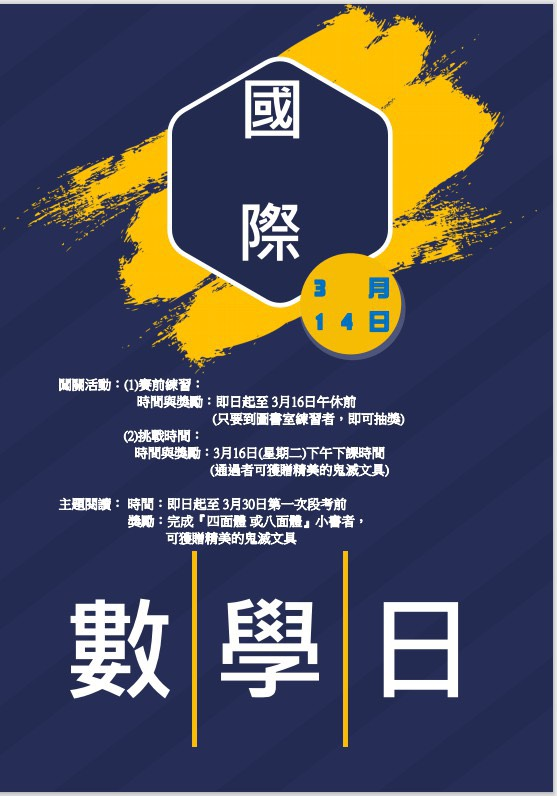 國
際
3 月
1 4 日
闖關活動：(1)賽前練習：
時間與獎勵：即日起至 3月16日午休前
(只要到圖書室練習者，即可抽獎)
(2)挑戰時間：
時間與獎勵：3月16日(星期二)下午下課時間
(通過者可獲贈精美的鬼滅文具)
主題閱讀： 時間：即日起至 3月30日第一次段考前
獎勵：完成『四面體 或八面體』小書者，
可獲贈精美的鬼滅文具
數 學 日